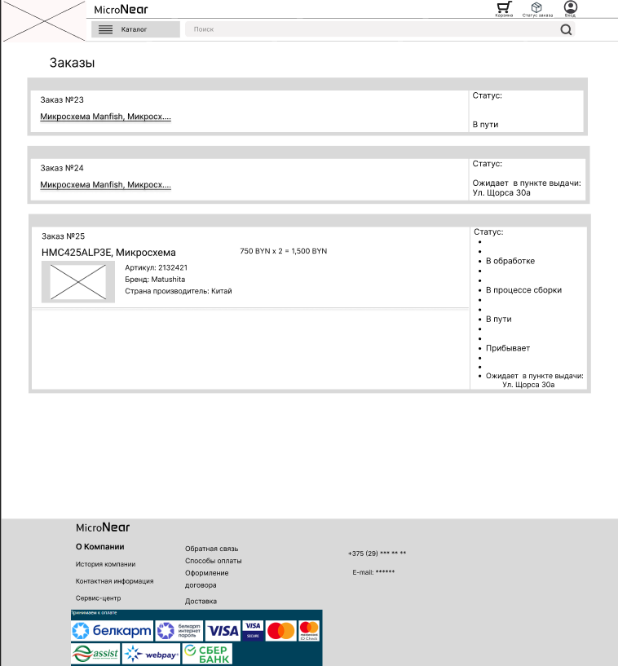 MicroNear
Корзина
Статус заказа
Вход
Каталог
Поиск
Заказы
Заказ №23
Микросхема Manfish, Микросх....
Статус:
В пути
Заказ №24
Микросхема Manfish, Микросх....
Статус:
Ожидает в пункте выдачи:
Ул. Щорса 30а
Заказ №25
HMC425ALP3E, Микросхема
750 BYN x 2 = 1,500 BYN
Артикул: 2132421
Бренд: Matushita
Страна производитель: Китай
Статус:
• В обработке
• В процессе сборки
• В пути
• Прибывает
• Ожидает в пункте выдачи:
Ул. Щорса 30а
MicroNear
О Компании
История компании
Контактная информация
Сервис-центр
Обратная связь
Способы оплаты
Оформление
договора
Доставка
+375 (29) *** ** **
E-mail: ******
Принимаем к оплате
белкарт
белкарт
интернет
пароль
VISA
VISA
SECURE
mastercard
mastercard
ID Check
assist
webpay
СБЕР
БАНК